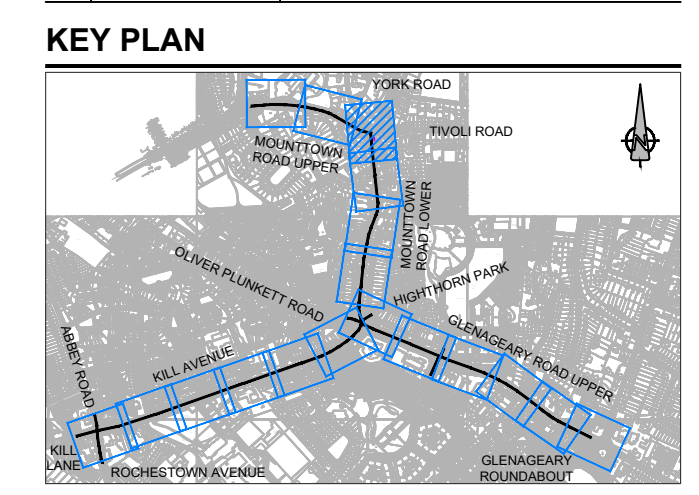 KEY PLAN
YORK ROAD
TIVOLI ROAD
N
MOUNTTOWN
ROAD UPPER
MOUNTTOWN
ROAD LOWER
OLIVER PLUNKETT ROAD
HIGHTHORN PARK
GLENAGEARY ROAD UPPER
ABBEY ROAD
KILL AVENUE
KILL
LANE
ROCHESTOWN AVENUE
GLENAGEARY
ROUNDABOUT